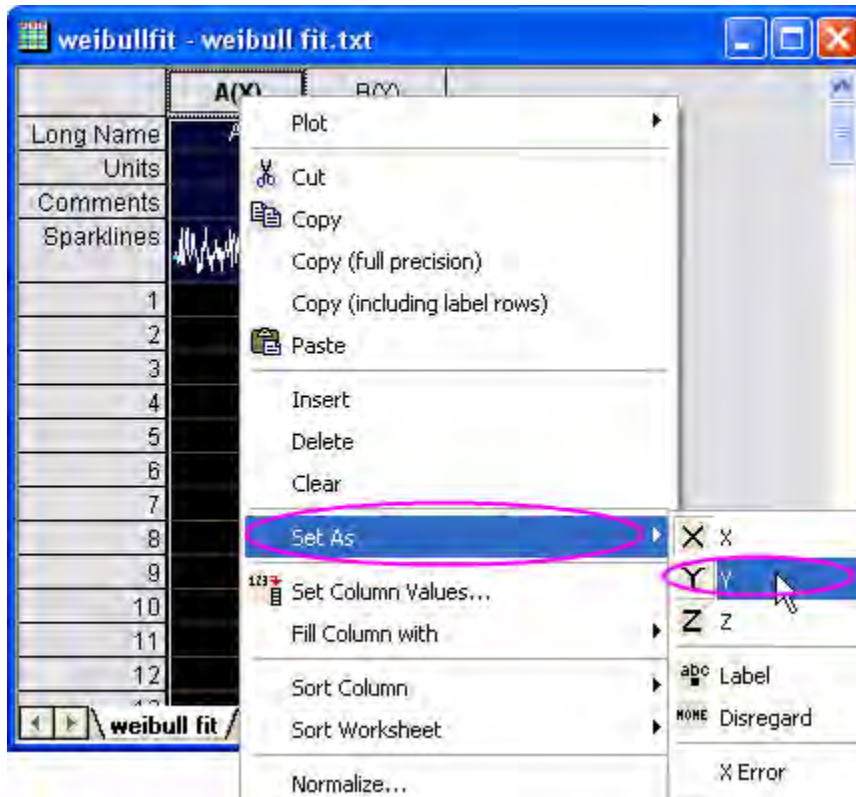 weibullfit - weibull fit.txt
A(X)
Long Name
Units
Comments
Sparklines
1
2
3
4
5
6
7
8
9
10
11
12
weibull fit
Plot
Cut
Copy
Copy (full precision)
Copy (including label rows)
Paste
Insert
Delete
Clear
Set As
123
Set Column Values...
Fill Column with
Sort Column
Sort Worksheet
Normalize...
X X
Y Y
Z Z
abc Label
NONE Disregard
X Error